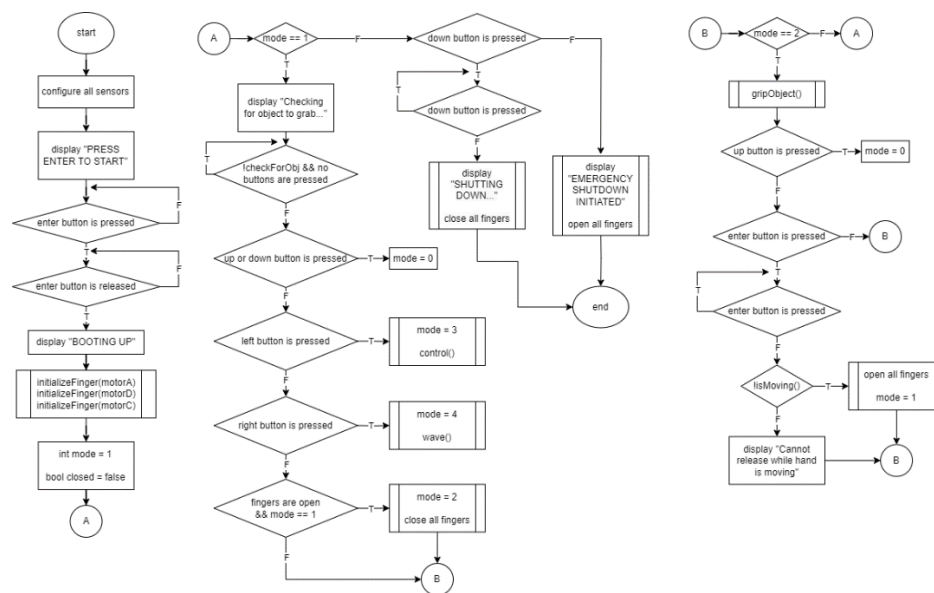 start
configure all sensors
display "PRESS
ENTER TO START"
F
enter button is pressed
T
F
enter button is released
T
display "BOOTING UP"
initializeFinger(motorA)
initializeFinger(motorD)
initializeFinger(motorC)
int mode = 1
bool closed = false
A
A
mode == 1
F
T
display "Checking
for object to grab..."
T
!checkForObj && no
buttons are pressed
F
up or down button is pressed
T
mode = 0
F
left button is pressed
T
mode = 3
control()
F
right button is pressed
T
mode = 4
wave()
F
fingers are open
&& mode == 1
T
mode = 2
close all fingers
F
B
down button is pressed
F
T
T
down button is pressed
F
display
"SHUTTING
DOWN..."
close all fingers
display
"EMERGENCY
SHUTDOWN
INITIATED"
open all fingers
end
B
mode == 2
F
A
T
gripObject()
up button is pressed
T
mode = 0
F
enter button is pressed
F
B
T
T
enter button is pressed
F
!isMoving()
T
open all fingers
mode = 1
F
display "Cannot
release while hand
is moving"
B